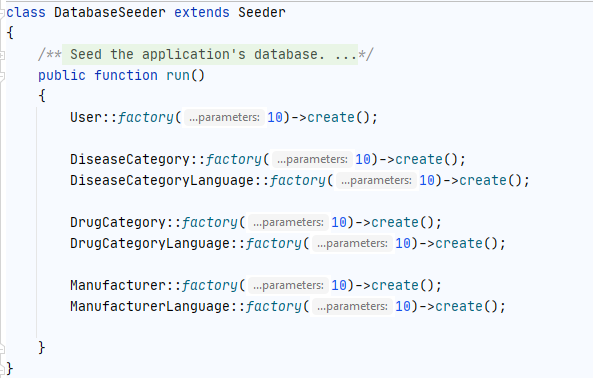 class DatabaseSeeder extends Seeder
{
/** Seed the application's database. ...*/
public function run()
{
User::factory( ...parameters: 10)->create();
DiseaseCategory::factory( ...parameters: 10)->create();
DiseaseCategoryLanguage::factory( ...parameters: 10)->create();
DrugCategory::factory( ...parameters: 10)->create();
DrugCategoryLanguage::factory( ...parameters: 10)->create();
Manufacturer::factory( ...parameters: 10)->create();
ManufacturerLanguage::factory( ...parameters: 10)->create();
}
}